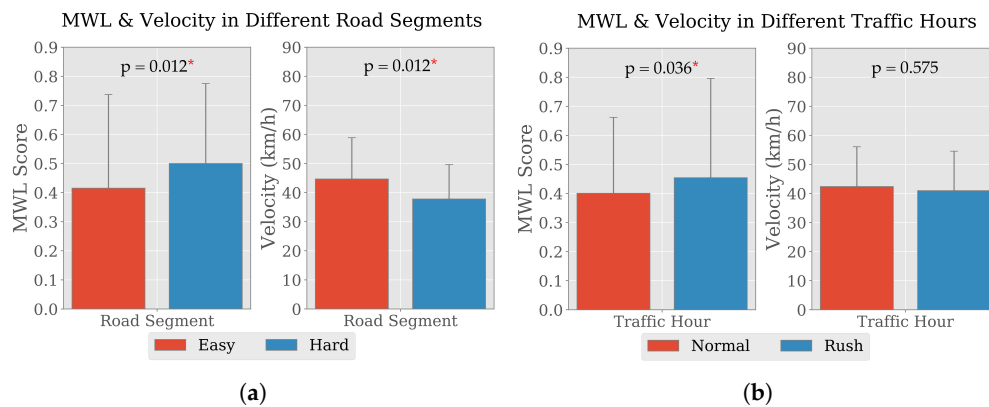 MWL & Velocity in Different Road Segments
0.9
0.8
0.7
0.6
0.5
0.4
0.3
0.2
0.1
0.0
MWL Score
p = 0.012*
Road Segment
90
80
70
60
50
40
30
20
10
0
Velocity (km/h)
p = 0.012*
Road Segment
Easy Hard
(a)
MWL & Velocity in Different Traffic Hours
0.9
0.8
0.7
0.6
0.5
0.4
0.3
0.2
0.1
0.0
MWL Score
p = 0.036*
Traffic Hour
90
80
70
60
50
40
30
20
10
0
Velocity (km/h)
p = 0.575
Traffic Hour
Normal Rush
(b)